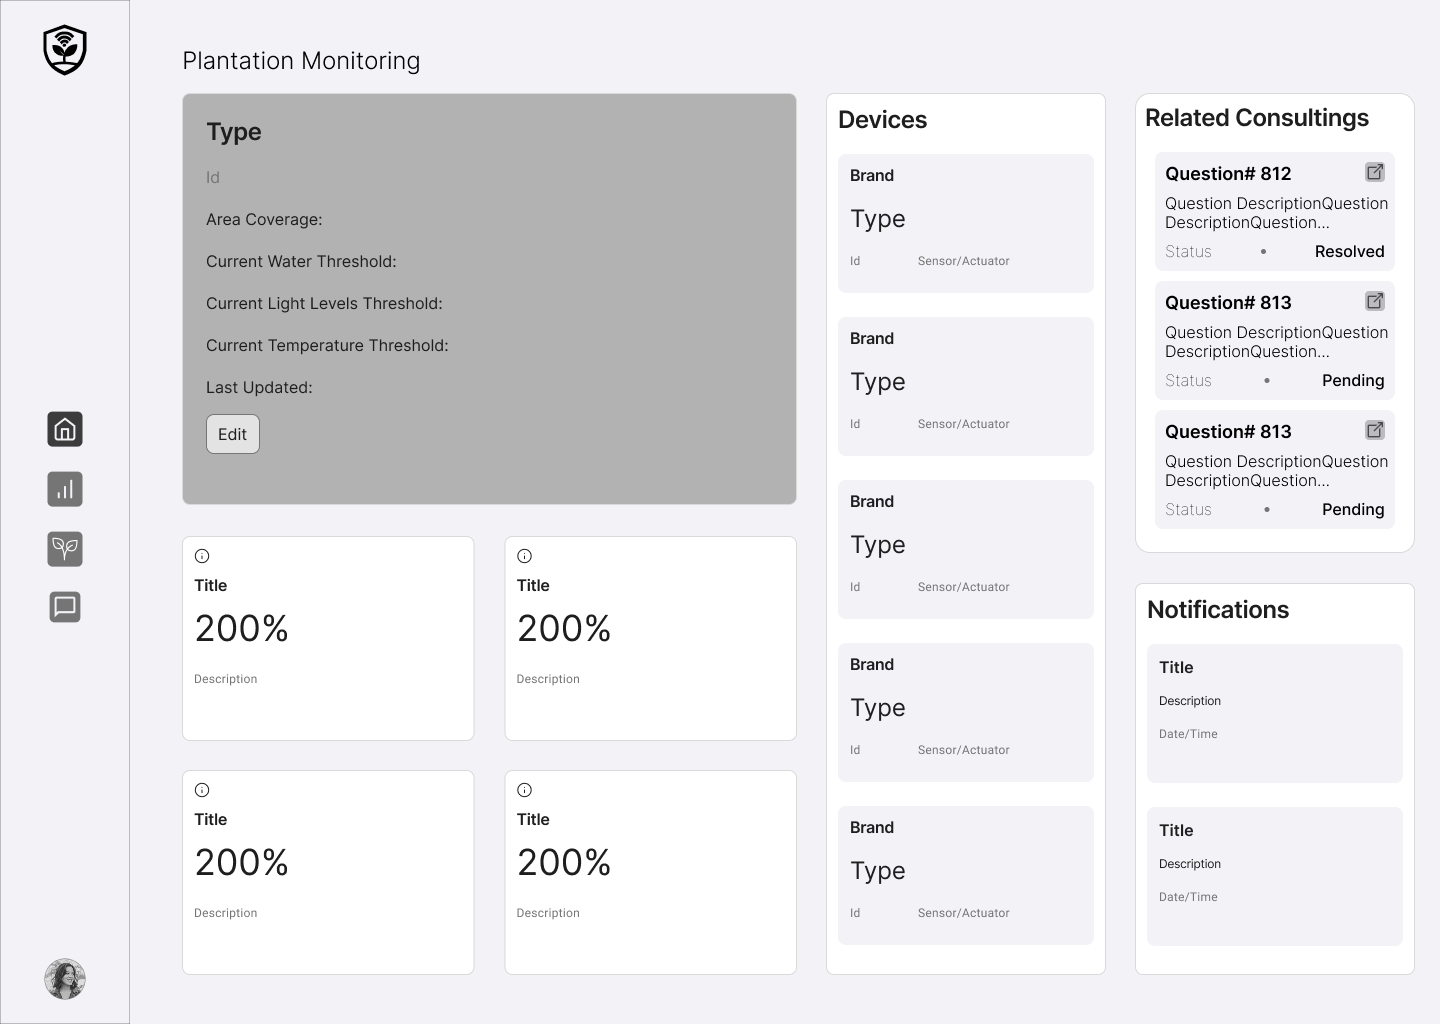 Plantation Monitoring
Type
Id
Area Coverage:
Current Water Threshold:
Current Light Levels Threshold:
Current Temperature Threshold:
Last Updated:
Edit
Title
200%
Description
Title
200%
Description
Title
200%
Description
Title
200%
Description
Devices
Brand
Type
Id Sensor/Actuator
Brand
Type
Id Sensor/Actuator
Brand
Type
Id Sensor/Actuator
Brand
Type
Id Sensor/Actuator
Brand
Type
Id Sensor/Actuator
Related Consultings
Question# 812
Question DescriptionQuestion
DescriptionQuestion...
Status • Resolved
Question# 813
Question DescriptionQuestion
DescriptionQuestion...
Status • Pending
Question# 813
Question DescriptionQuestion
DescriptionQuestion...
Status • Pending
Notifications
Title
Description
Date/Time
Title
Description
Date/Time